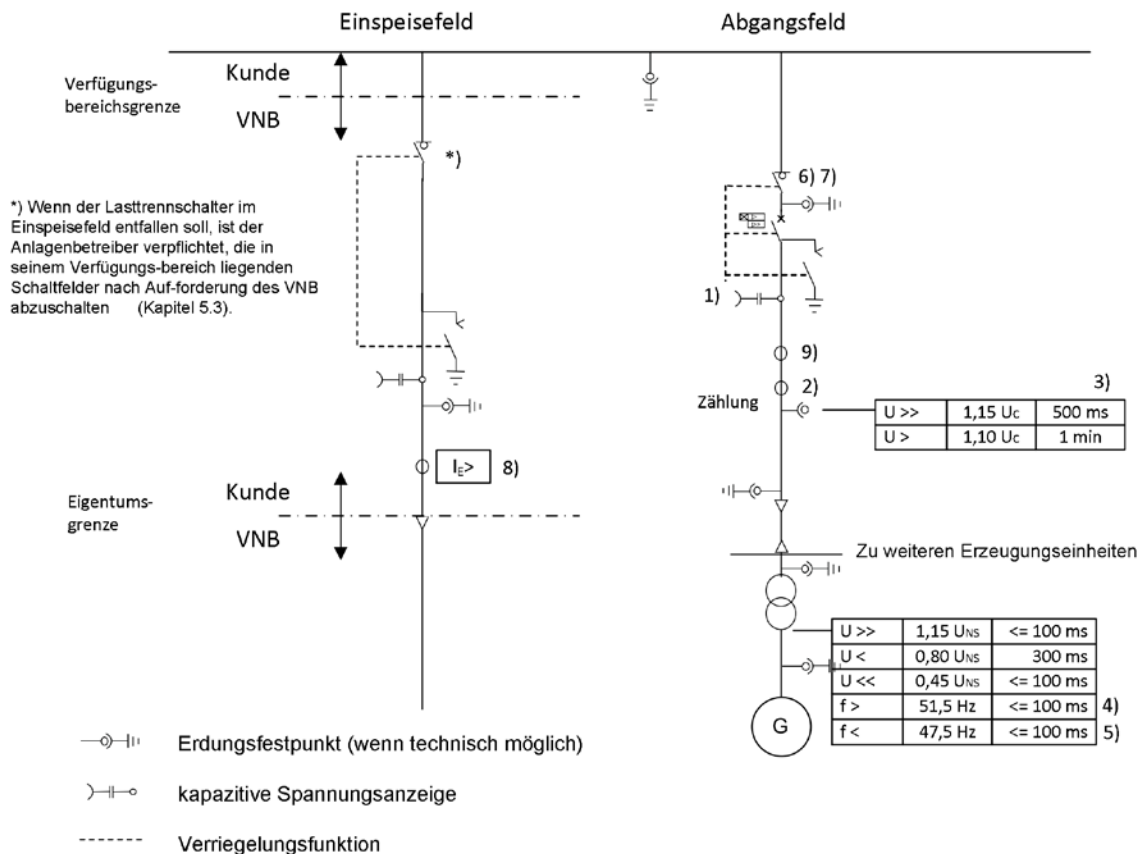 Einspeisefeld
Abgangsfeld
Verfügungs-
bereichsgrenze
Kunde
VNB
*)
6) 7)
*) Wenn der Lasttrennschalter im
Einspeisefeld entfallen soll, ist der
Anlagenbetreiber verpflichtet, die in
seinem Verfügungs-bereich liegenden
Schaltfelder nach Auf-forderung des VNB
abzuschalten (Kapitel 5.3).
1)
9)
2)
Zählung
3)
U >> 1,15 Uc 500 ms
U > 1,10 Uc 1 min
IE> 8)
Eigentums-
grenze
Kunde
VNB
Zu weiteren Erzeugungseinheiten
U >> 1,15 UNS <= 100 ms
U < 0,80 UNS 300 ms
U << 0,45 UNS <= 100 ms
f > 51,5 Hz <= 100 ms 4)
f < 47,5 Hz <= 100 ms 5)
G
Erdungsfestpunkt (wenn technisch möglich)
kapazitive Spannungsanzeige
Verriegelungsfunktion